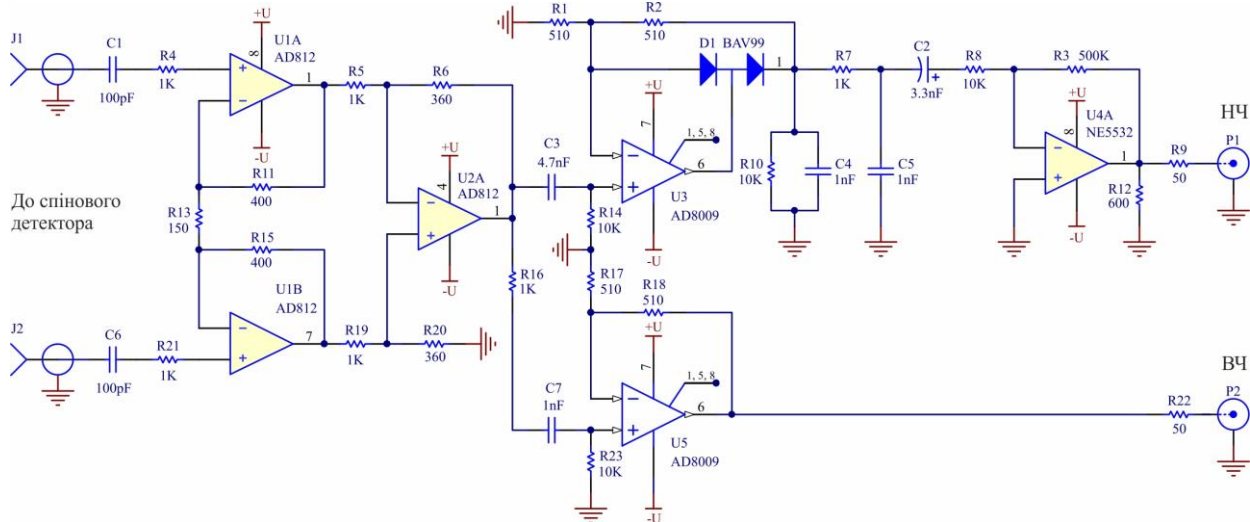 J1
C1
100pF
R4
1K
+U
8
U1A
AD812
1
-U
R5
1K
R6
360
R11
400
R13
150
До спінового
детектора
R15
400
U1B
AD812
7
J2
C6
100pF
R21
1K
R19
1K
R20
360
+U
4
U2A
AD812
1
-U
R16
1K
C3
4.7nF
R14
10K
R17
510
R18
510
C7
1nF
R23
10K
R1
510
R2
510
D1
BAV99
1
+U
7
1, 5, 8
6
U3
AD8009
-U
R10
10K
C4
1nF
R7
1K
C5
1nF
C2
+
3.3nF
R8
10K
R3
500K
+U
8
U4A
NE5532
1
-U
R9
50
R12
600
НЧ
P1
+U
7
1, 5, 8
6
U5
AD8009
-U
R22
50
ВЧ
P2